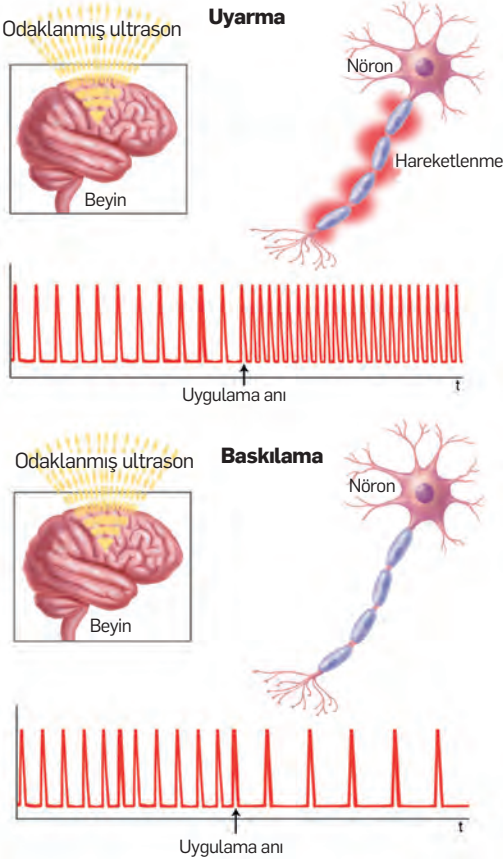 Uyarma
Odaklanmış ultrason
Nöron
Hareketlenme
Beyin
t
Uygulama anı
Baskılama
Odaklanmış ultrason
Nöron
Beyin
t
Uygulama anı